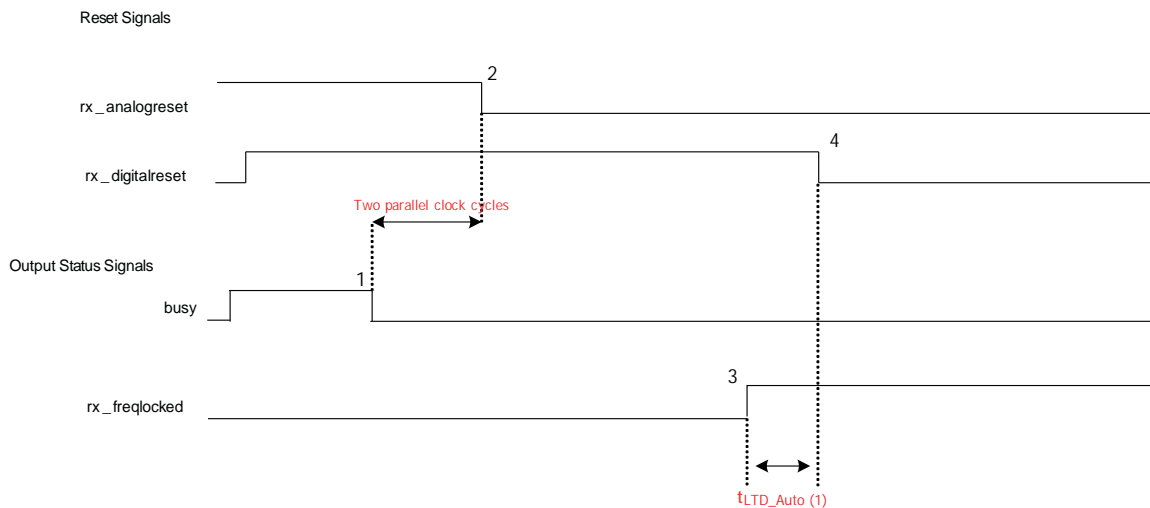 Reset Signals
2
rx_analogreset
4
rx_digitalreset
Two parallel clock cycles
Output Status Signals
1
busy
3
rx_freqlocked
tLTD_Auto (1)